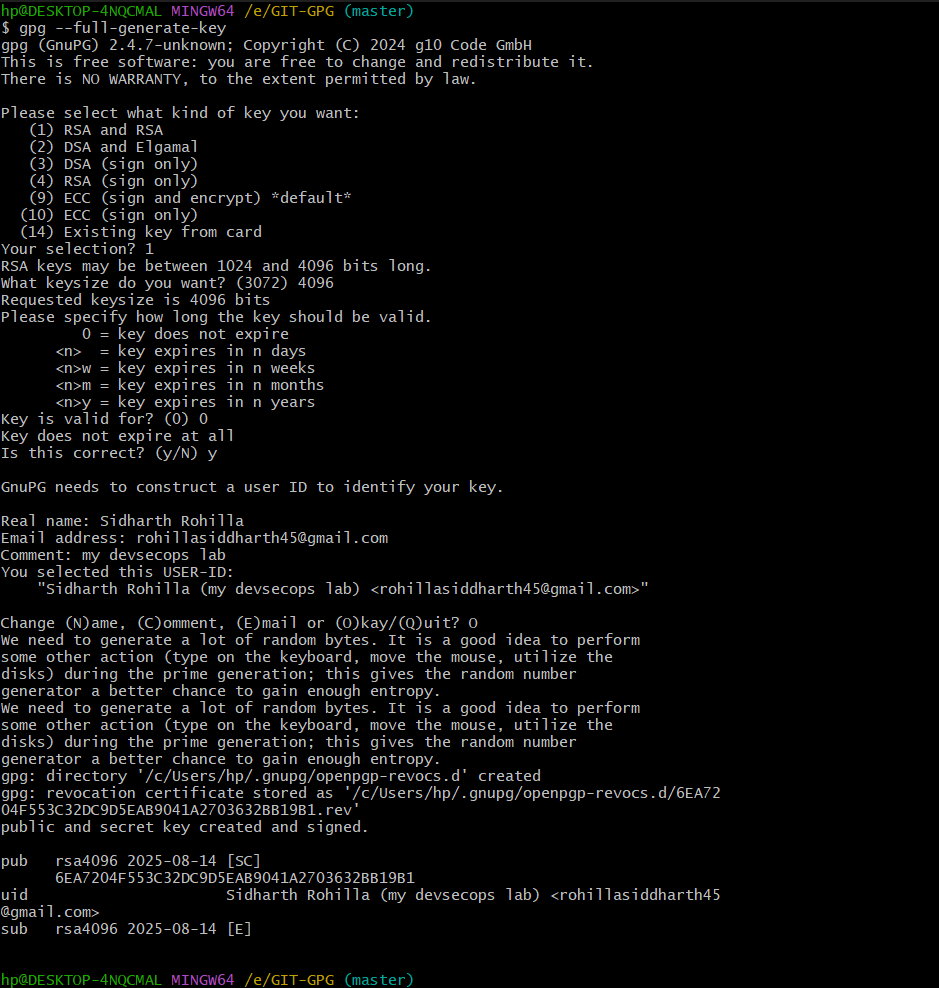 hp@DESKTOP-4NQCMAL MINGW64 /e/GIT-GPG (master)
$ gpg --full-generate-key
gpg (GnuPG) 2.4.7-unknown; Copyright (C) 2024 g10 Code GmbH
This is free software: you are free to change and redistribute it.
There is NO WARRANTY, to the extent permitted by law.

Please select what kind of key you want:
   (1) RSA and RSA
   (2) DSA and Elgamal
   (3) DSA (sign only)
   (4) RSA (sign only)
   (9) ECC (sign and encrypt) *default*
  (10) ECC (sign only)
  (14) Existing key from card
Your selection? 1
RSA keys may be between 1024 and 4096 bits long.
What keysize do you want? (3072) 4096
Requested keysize is 4096 bits
Please specify how long the key should be valid.
         0 = key does not expire
      <n>  = key expires in n days
      <n>w = key expires in n weeks
      <n>m = key expires in n months
      <n>y = key expires in n years
Key is valid for? (0) 0
Key does not expire at all
Is this correct? (y/N) y

GnuPG needs to construct a user ID to identify your key.

Real name: Sidharth Rohilla
Email address: rohillasiddharth45@gmail.com
Comment: my devsecops lab
You selected this USER-ID:
    "Sidharth Rohilla (my devsecops lab) <rohillasiddharth45@gmail.com>"

Change (N)ame, (C)omment, (E)mail or (O)kay/(Q)uit? O
We need to generate a lot of random bytes. It is a good idea to perform
some other action (type on the keyboard, move the mouse, utilize the
disks) during the prime generation; this gives the random number
generator a better chance to gain enough entropy.
We need to generate a lot of random bytes. It is a good idea to perform
some other action (type on the keyboard, move the mouse, utilize the
disks) during the prime generation; this gives the random number
generator a better chance to gain enough entropy.
gpg: directory '/c/Users/hp/.gnupg/openpgp-revocs.d' created
gpg: revocation certificate stored as '/c/Users/hp/.gnupg/openpgp-revocs.d/6EA72
04F553C32DC9D5EAB9041A2703632BB19B1.rev'
public and secret key created and signed.

pub   rsa4096 2025-08-14 [SC]
      6EA7204F553C32DC9D5EAB9041A2703632BB19B1
uid                      Sidharth Rohilla (my devsecops lab) <rohillasiddharth45
@gmail.com>
sub   rsa4096 2025-08-14 [E]

hp@DESKTOP-4NQCMAL MINGW64 /e/GIT-GPG (master)